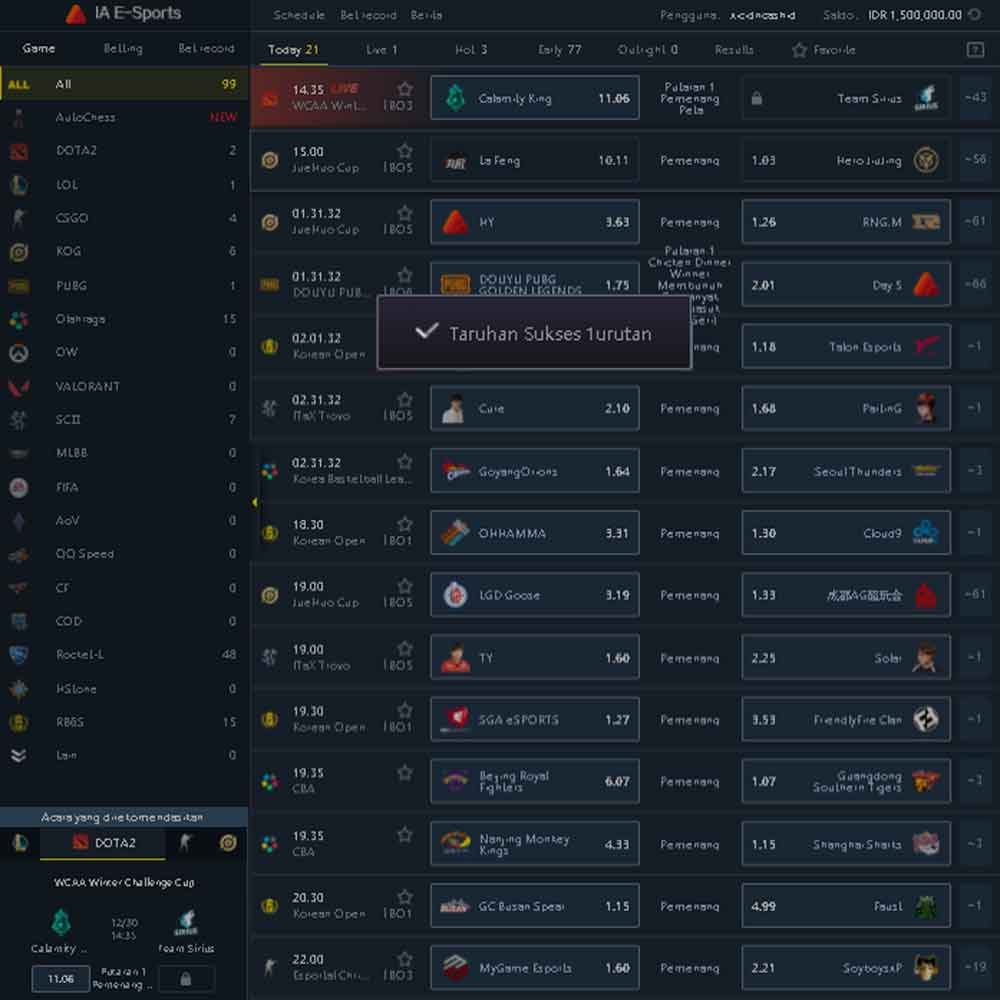 IA E-Sports
Schedule Bet record Berita
Pengguna. Saldo. IDR 1,500,000.00
Game Betting Bet record
Today 21 Live 1 Hot 3 Early 77 Outright 0 Results Favorite
ALL All 99
AutoChess NEW
DOTA2 2
LOL 1
CSGO 4
KOG 6
PUBG 1
Olahraga 15
OW 0
VALORANT 0
SCII 7
MLBB 0
FIFA 0
AoV 0
QQ Speed 0
CF 0
COD 0
Rocket-L 48
HStone 0
RB6S 15
Lain 0
Acara yang direkomendasikan
DOTA2
WCAA Winter Challenge Cup
12/30
14:35
Calamity .. Team Sirius
11.06 Putaran 1
Pemenang ..
14.35 LIVE
WCAA Wint... | BO3
Calamity King 11.06
Putaran 1
Pemenang
Peta
Team Sirius ~43
15.00
JueHuo Cup | BO5
La Feng 10.11 Pemenang 1.03 Hero JiuJing ~56
01.31.32
JueHuo Cup | BO5
HY 3.63 Pemenang 1.26 RNG.M ~61
01.31.32
DOUYU PUB... | BO6
DOUYU PUBG
GOLDEN LEGENDS 1.75
Putaran 1
Chicken Dinner
Winner
Membunuh
2.01 Day 5 ~66
Taruhan Sukses 1urutan
02.01.32
Korean Open
1.18 Talon Esports ~1
02.31.32
ITaX Trovo | BO5
Cure 2.10 Pemenang 1.68 PaiLinG ~1
02.31.32
Korea Basketball Lea...
GoyangOrions 1.64 Pemenang 2.17 SeoulThunders ~3
18.30
Korean Open | BO1
OHHAMMA 3.31 Pemenang 1.30 Cloud9 ~1
19.00
JueHuo Cup | BO5
LGD Goose 3.19 Pemenang 1.33 成都AG超玩会 ~61
19.00
ITaX Trovo | BO5
TY 1.60 Pemenang 2.25 Solar ~1
19.30
Korean Open | BO1
SGA eSPORTS 1.27 Pemenang 3.53 FriendlyFire Clan ~1
19.35
CBA
Beijing Royal
Fighters 6.07 Pemenang 1.07 Guangdong
Southern Tigers ~3
19.35
CBA
Nanjing Monkey
Kings 4.33 Pemenang 1.15 Shanghai Sharks ~3
20.30
Korean Open | BO1
GC Busan Spear 1.15 Pemenang 4.99 Faust ~1
22.00
Esportal Cha... | BO3
MyGame Esports 1.60 Pemenang 2.21 SoyboysxP ~19